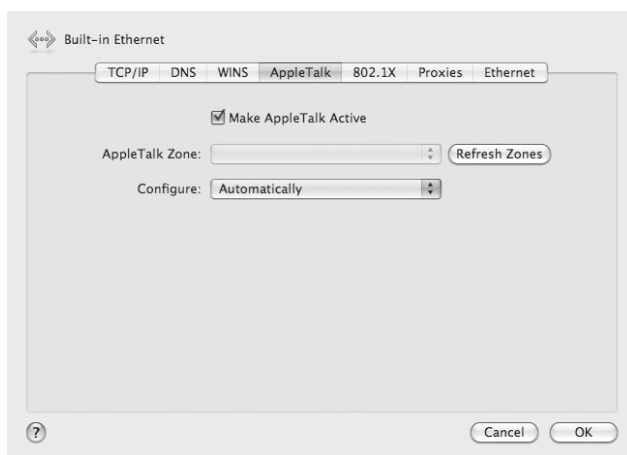 Built-in Ethernet
TCP/IP DNS WINS AppleTalk 802.1X Proxies Ethernet
Make AppleTalk Active
AppleTalk Zone: Refresh Zones
Configure: Automatically
? Cancel OK